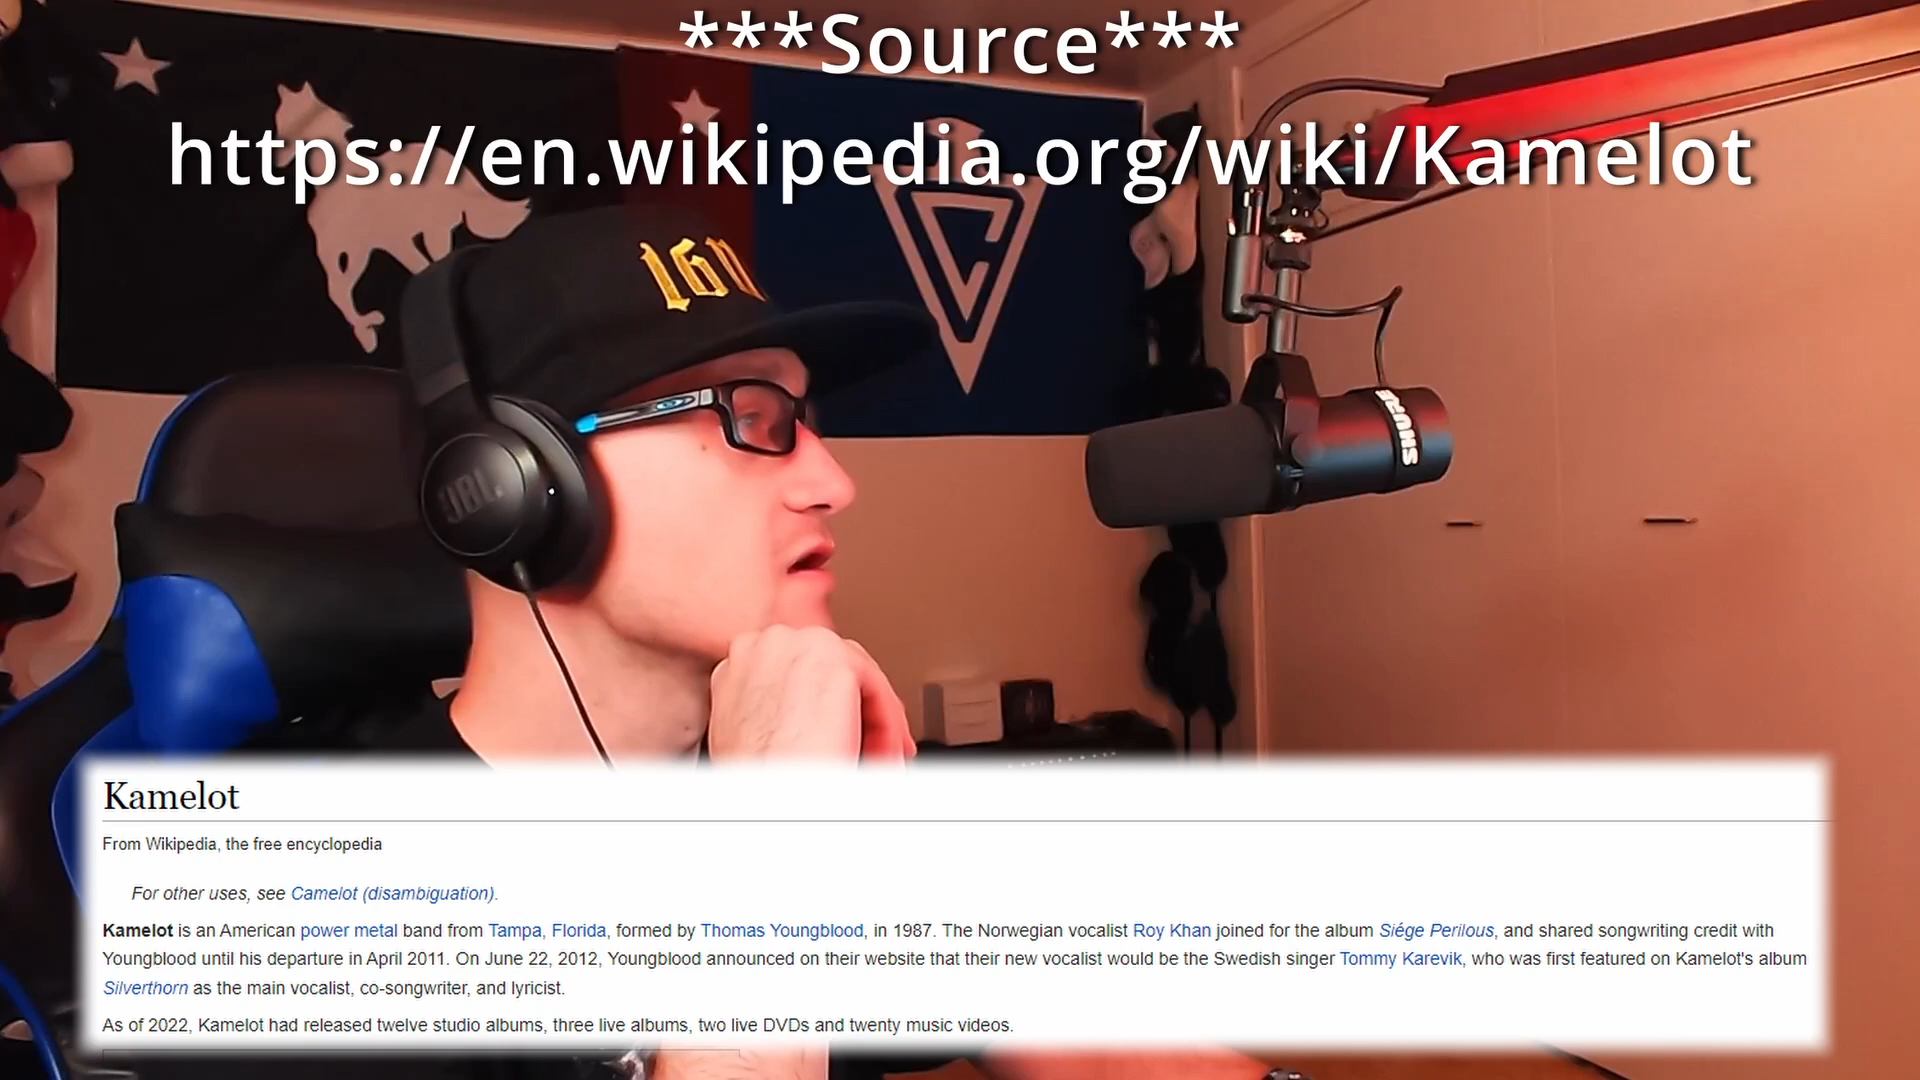 ***Source***
https://en.wikipedia.org/wiki/Kamelot
JBL
SHURE
Kamelot
From Wikipedia, the free encyclopedia
For other uses, see Camelot (disambiguation).
Kamelot is an American power metal band from Tampa, Florida, formed by Thomas Youngblood, in 1987. The Norwegian vocalist Roy Khan joined for the album Siége Perilous, and shared songwriting credit with
Youngblood until his departure in April 2011. On June 22, 2012, Youngblood announced on their website that their new vocalist would be the Swedish singer Tommy Karevik, who was first featured on Kamelot's album
Silverthorn as the main vocalist, co-songwriter, and lyricist.
As of 2022, Kamelot had released twelve studio albums, three live albums, two live DVDs and twenty music videos.